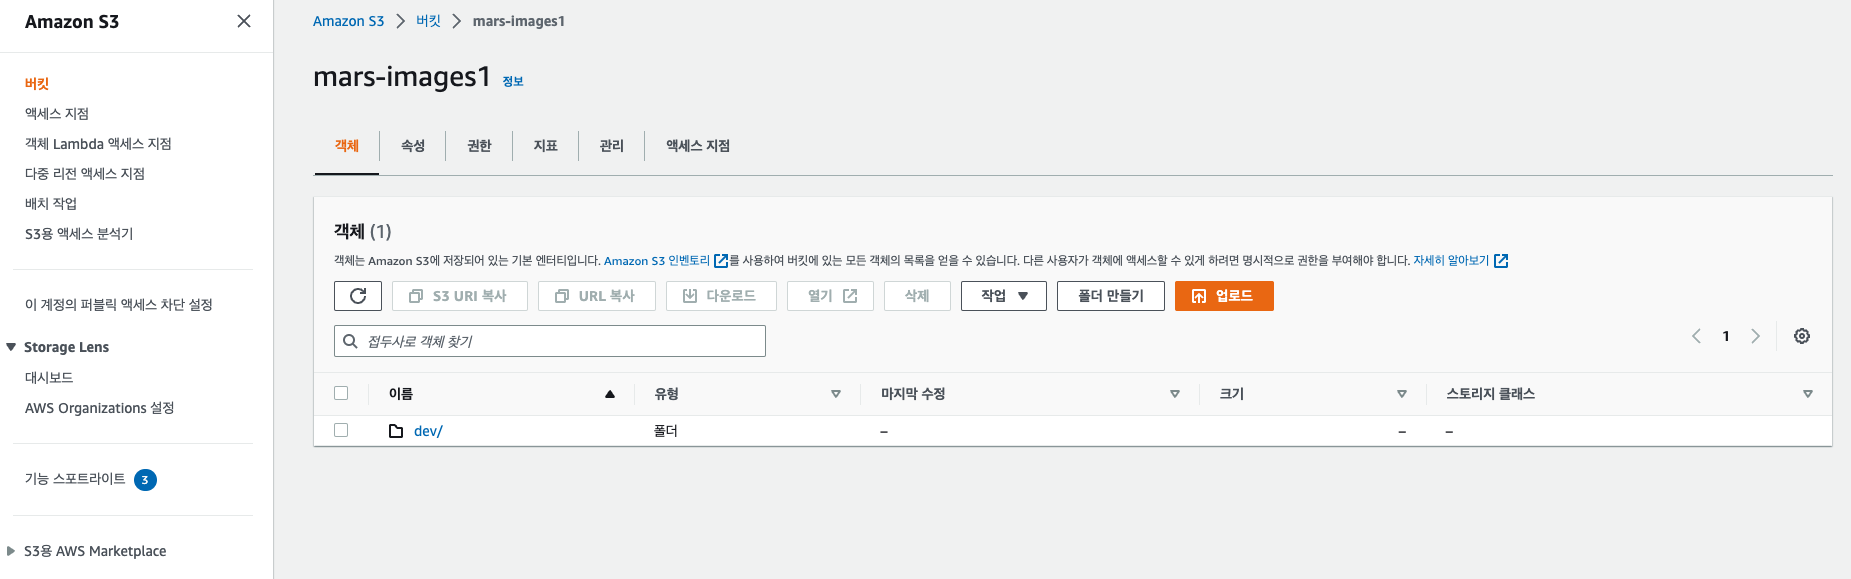 Amazon S3
버킷
액세스 지점
객체 Lambda 액세스 지점
다중 리전 액세스 지점
배치 작업
S3용 액세스 분석기
이 계정의 퍼블릭 액세스 차단 설정
Storage Lens
대시보드
AWS Organizations 설정
기능 스포트라이트 3
S3용 AWS Marketplace
Amazon S3 버킷 mars-images1
mars-images1 정보
객체 속성 권한 지표 관리 액세스 지점
객체 (1)
객체는 Amazon S3에 저장되어 있는 기본 엔터티입니다. Amazon S3 인벤토리를 사용하여 버킷에 있는 모든 객체의 목록을 얻을 수 있습니다. 다른 사용자가 객체에 액세스할 수 있게 하려면 명시적으로 권한을 부여해야 합니다. 자세히 알아보기
S3 URI 복사 URL 복사 다운로드 열기 삭제 작업 폴더 만들기 업로드
접두사로 객체 찾기
1
이름 유형 마지막 수정 크기 스토리지 클래스
dev/ 폴더 – – –